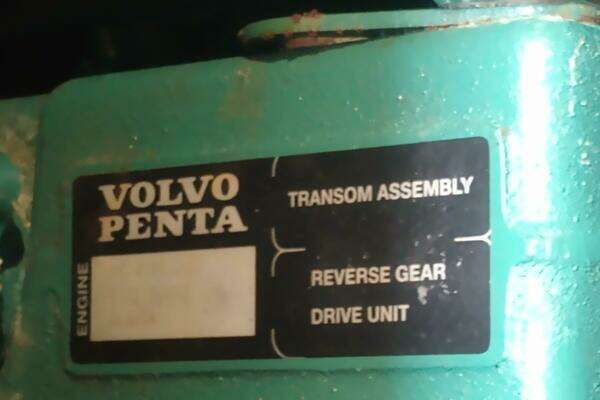 VOLVO
PENTA
ENGINE
TRANSOM ASSEMBLY
REVERSE GEAR
DRIVE UNIT